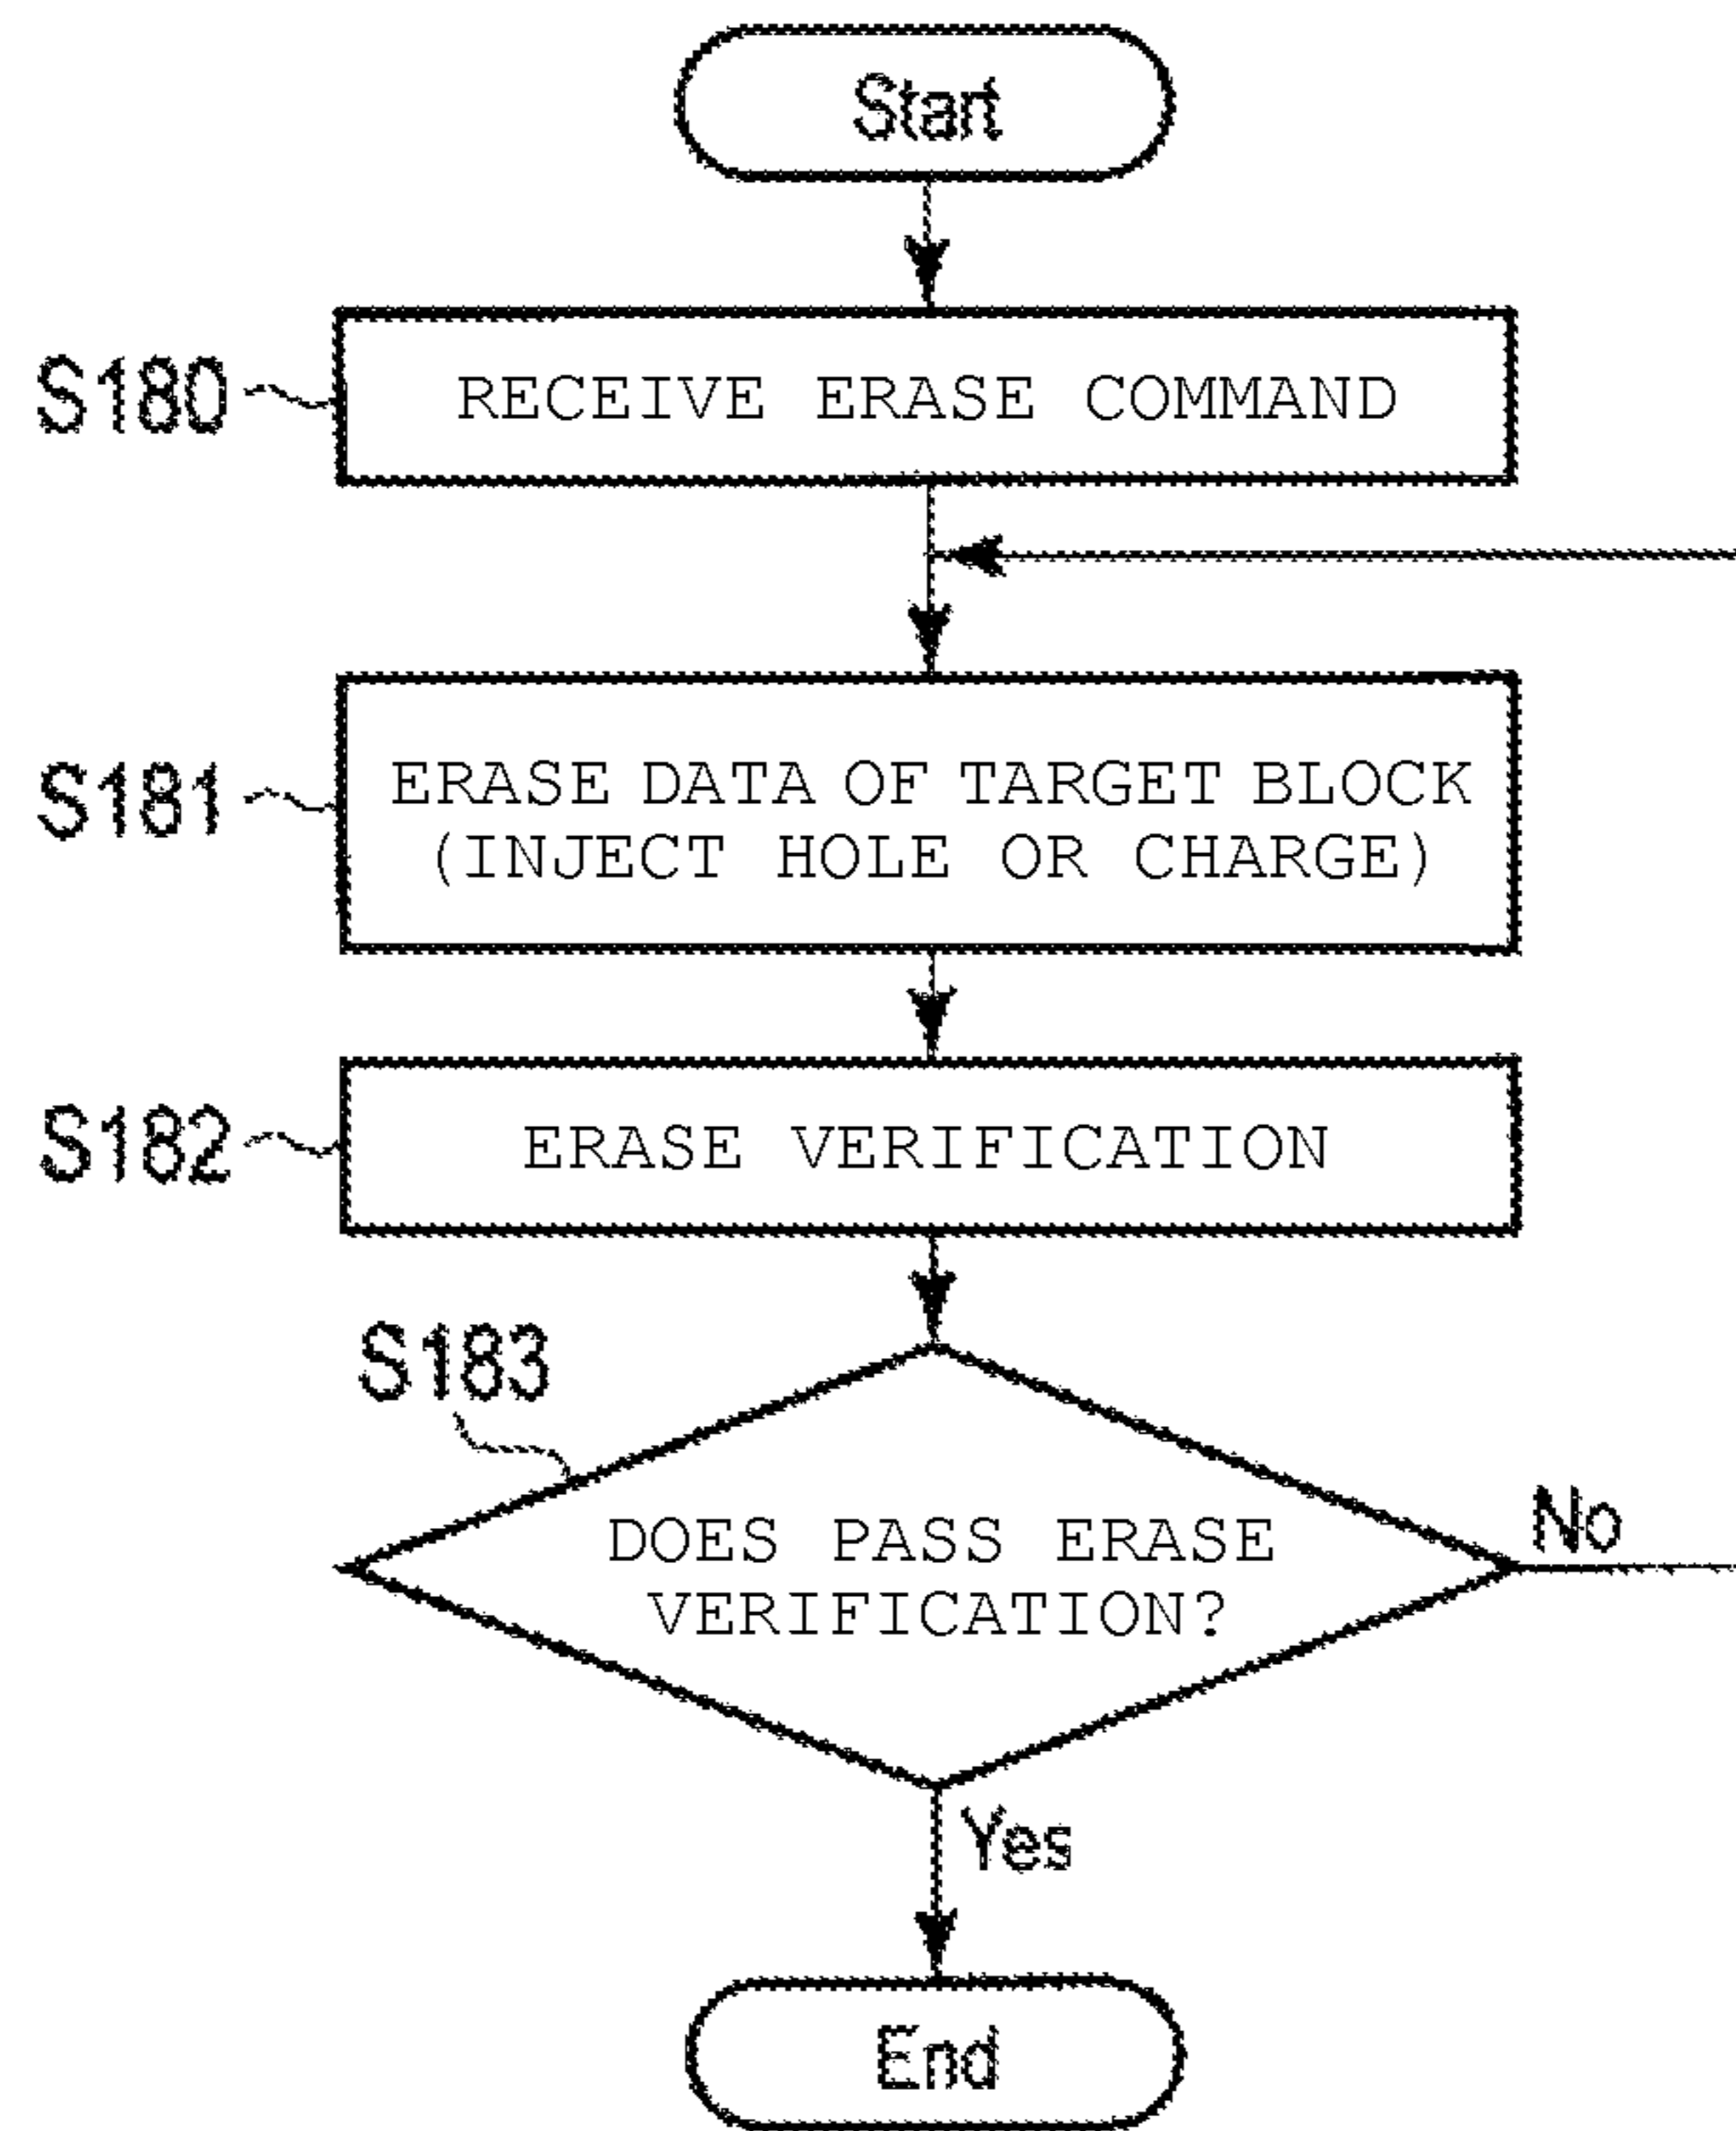 Start
S180
RECEIVE ERASE COMMAND
S181
ERASE DATA OF TARGET BLOCK
(INJECT HOLE OR CHARGE)
S182
ERASE VERIFICATION
S183
DOES PASS ERASE
VERIFICATION?
No
Yes
End